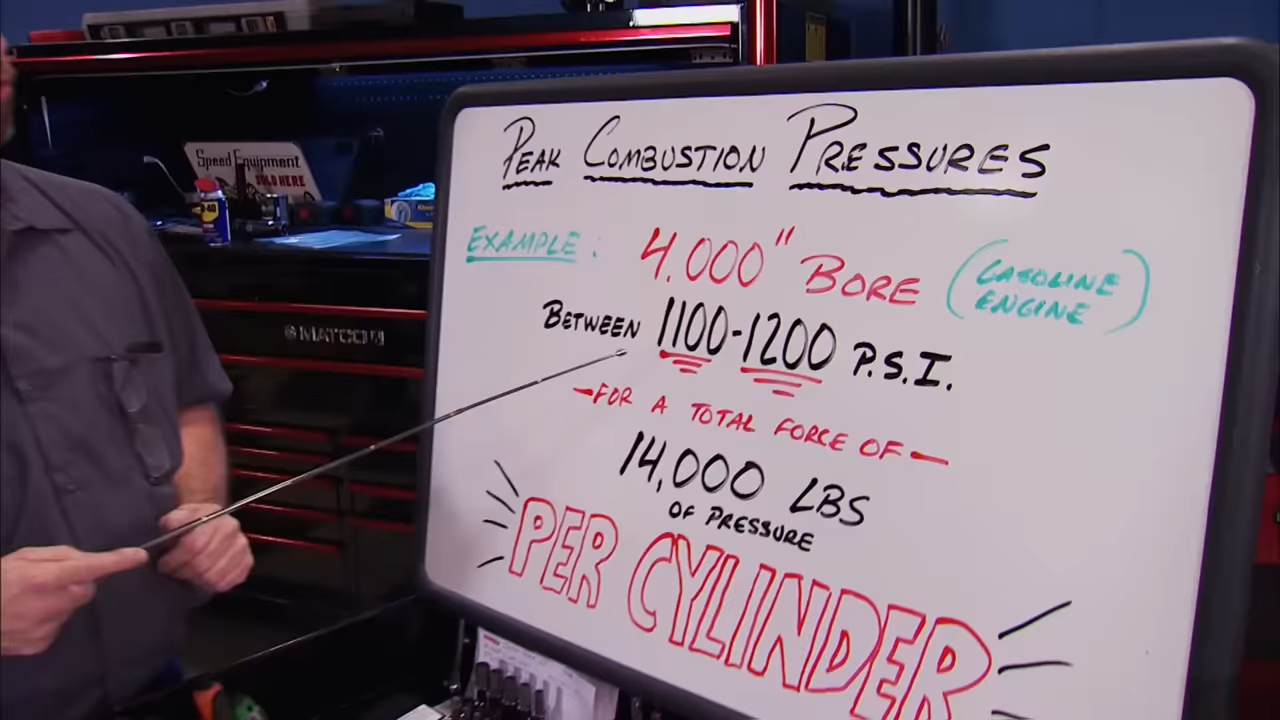 Speed Equipment
SOLD HERE
MATCO
PEAK COMBUSTION PRESSURES
EXAMPLE: 4.000" BORE (GASOLINE ENGINE)
BETWEEN 1100-1200 P.S.I.
-FOR A TOTAL FORCE OF-
14,000 LBS
OF PRESSURE
PER CYLINDER